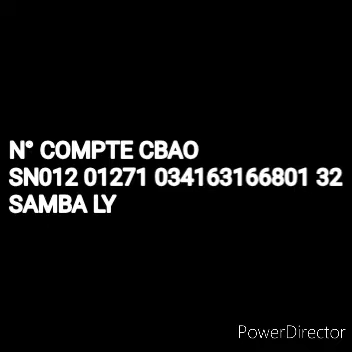 N° COMPTE CBAO
SN012 01271 034163166801 32
SAMBA LY
PowerDirector